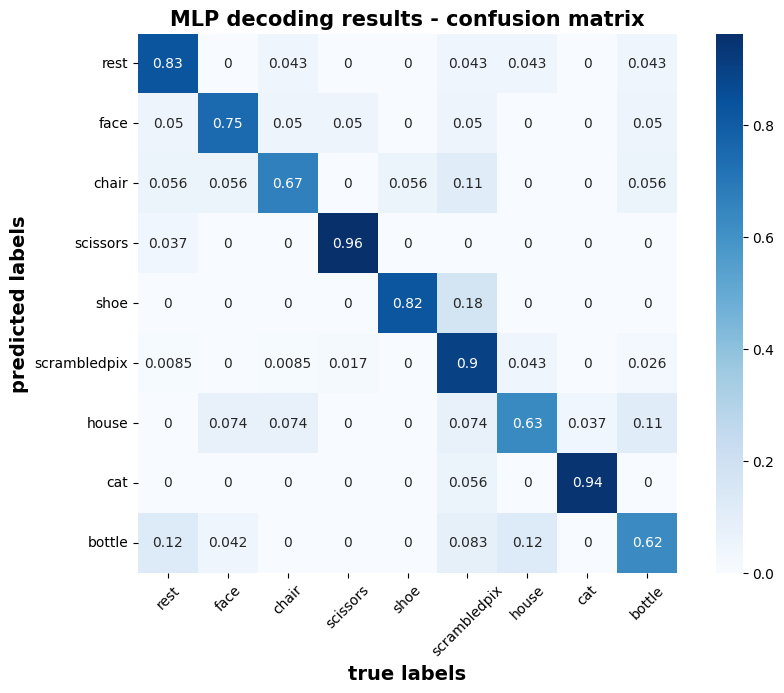 MLP decoding results - confusion matrix
predicted labels
rest 0.83 0 0.043 0 0 0.043 0.043 0 0.043
face 0.05 0.75 0.05 0.05 0 0.05 0 0 0.05
chair 0.056 0.056 0.67 0 0.056 0.11 0 0 0.056
scissors 0.037 0 0 0.96 0 0 0 0 0
shoe 0 0 0 0 0.82 0.18 0 0 0
scrambledpix 0.0085 0 0.0085 0.017 0 0.9 0.043 0 0.026
house 0 0.074 0.074 0 0 0.074 0.63 0.037 0.11
cat 0 0 0 0 0 0.056 0 0.94 0
bottle 0.12 0.042 0 0 0 0.083 0.12 0 0.62
rest face chair scissors shoe scrambledpix house cat bottle
true labels
0.8
0.6
0.4
0.2
0.0